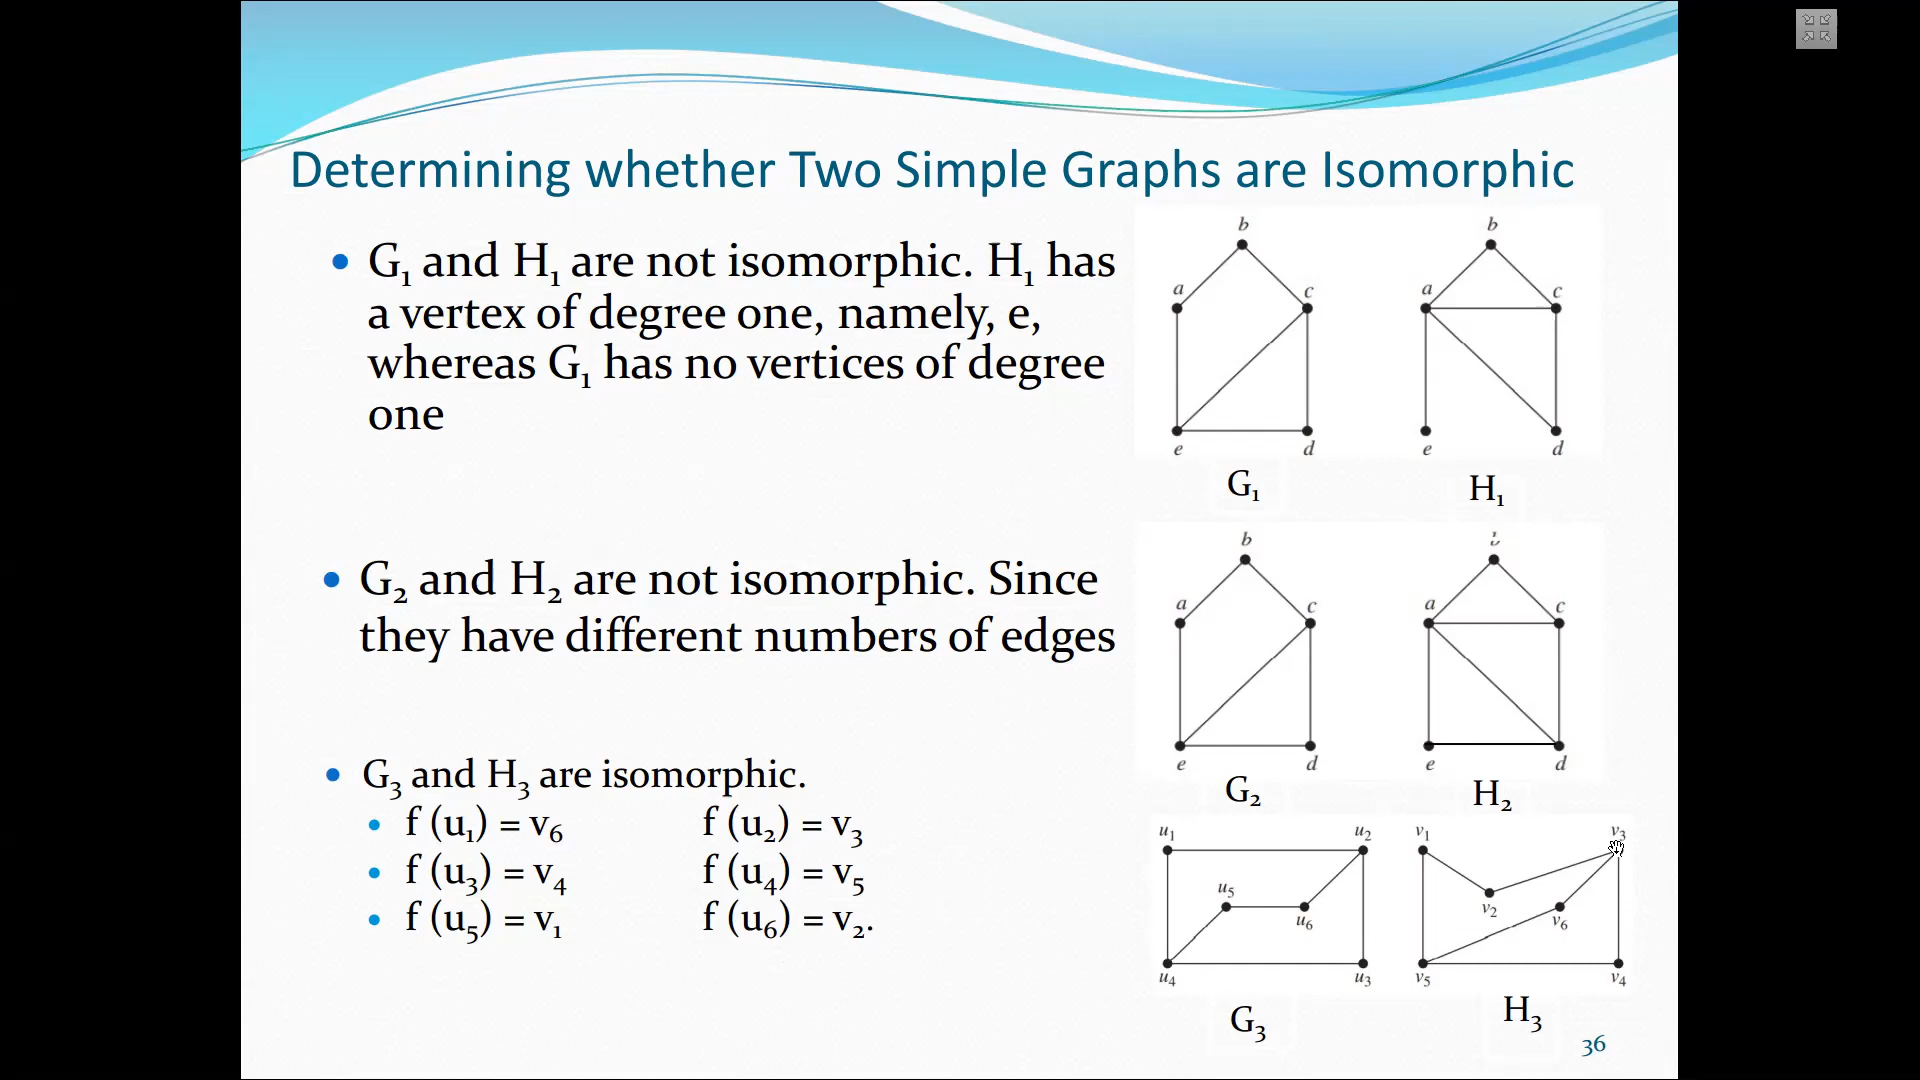 Determining whether Two Simple Graphs are Isomorphic
• G₁ and H₁ are not isomorphic. H₁ has
a vertex of degree one, namely, e,
whereas G₁ has no vertices of degree
one
b
a c
e d
G₁
b
a c
e d
H₁
• G₂ and H₂ are not isomorphic. Since
they have different numbers of edges
b
a c
e d
G₂
a c
e d
H₂
• G₃ and H₃ are isomorphic.
• f (u₁) = v₆ f (u₂) = v₃
• f (u₃) = v₄ f (u₄) = v₅
• f (u₅) = v₁ f (u₆) = v₂.
u₁ u₂
u₅
u₆
u₄ u₃
G₃
v₁ v₃
v₂ v₆
v₅ v₄
H₃
36